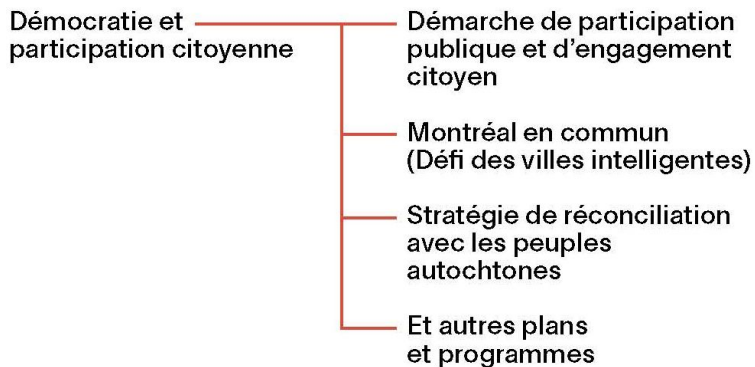 Démocratie et
participation citoyenne
Démarche de participation
publique et d'engagement
citoyen
Montréal en commun
(Défi des villes intelligentes)
Stratégie de réconciliation
avec les peuples
autochtones
Et autres plans
et programmes